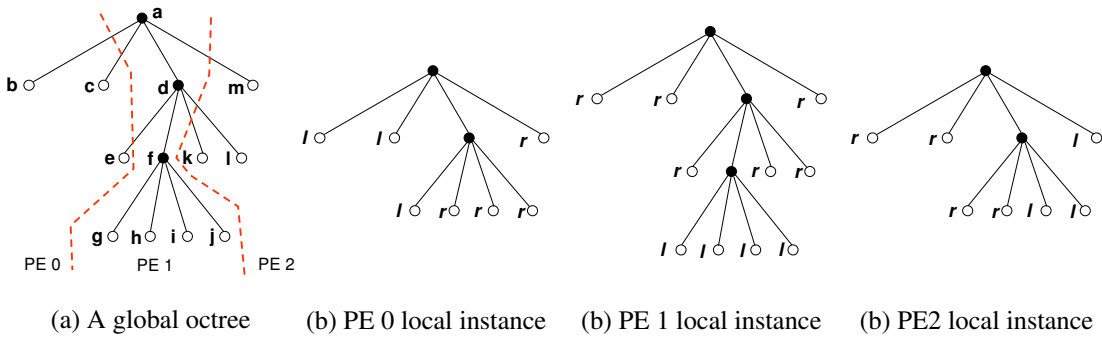 a
b c d m
e f k l
g h i j
PE 0 PE 1 PE 2
(a) A global octree
l l r
l r r r
(b) PE 0 local instance
r r r
r r r
l l l l
(b) PE 1 local instance
r r l
r r l l
(b) PE2 local instance